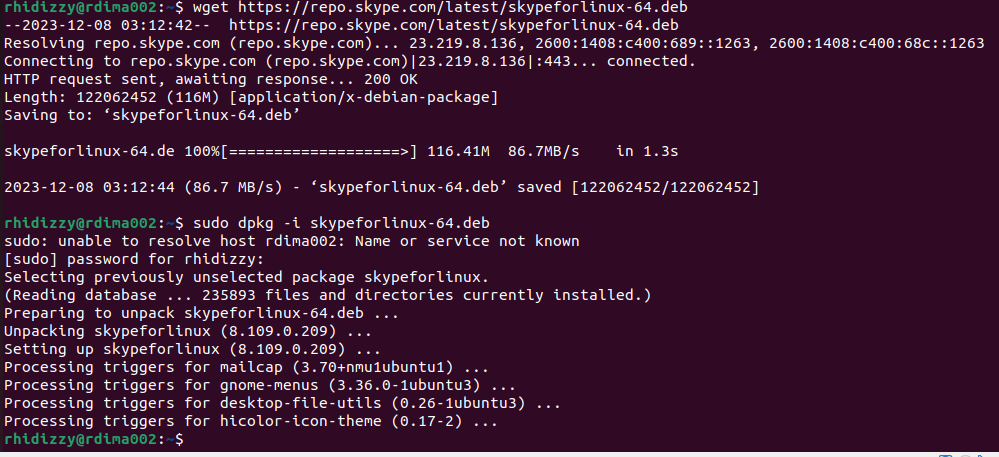 rhidizzy@rdima002:~$ wget https://repo.skype.com/latest/skypeforlinux-64.deb
--2023-12-08 03:12:42--  https://repo.skype.com/latest/skypeforlinux-64.deb
Resolving repo.skype.com (repo.skype.com)... 23.219.8.136, 2600:1408:c400:689::1263, 2600:1408:c400:68c::1263
Connecting to repo.skype.com (repo.skype.com)|23.219.8.136|:443... connected.
HTTP request sent, awaiting response... 200 OK
Length: 122062452 (116M) [application/x-debian-package]
Saving to: ‘skypeforlinux-64.deb’
skypeforlinux-64.de 100%[===================>] 116.41M  86.7MB/s    in 1.3s
2023-12-08 03:12:44 (86.7 MB/s) - ‘skypeforlinux-64.deb’ saved [122062452/122062452]
rhidizzy@rdima002:~$ sudo dpkg -i skypeforlinux-64.deb
sudo: unable to resolve host rdima002: Name or service not known
[sudo] password for rhidizzy:
Selecting previously unselected package skypeforlinux.
(Reading database ... 235893 files and directories currently installed.)
Preparing to unpack skypeforlinux-64.deb ...
Unpacking skypeforlinux (8.109.0.209) ...
Setting up skypeforlinux (8.109.0.209) ...
Processing triggers for mailcap (3.70+nmu1ubuntu1) ...
Processing triggers for gnome-menus (3.36.0-1ubuntu3) ...
Processing triggers for desktop-file-utils (0.26-1ubuntu3) ...
Processing triggers for hicolor-icon-theme (0.17-2) ...
rhidizzy@rdima002:~$